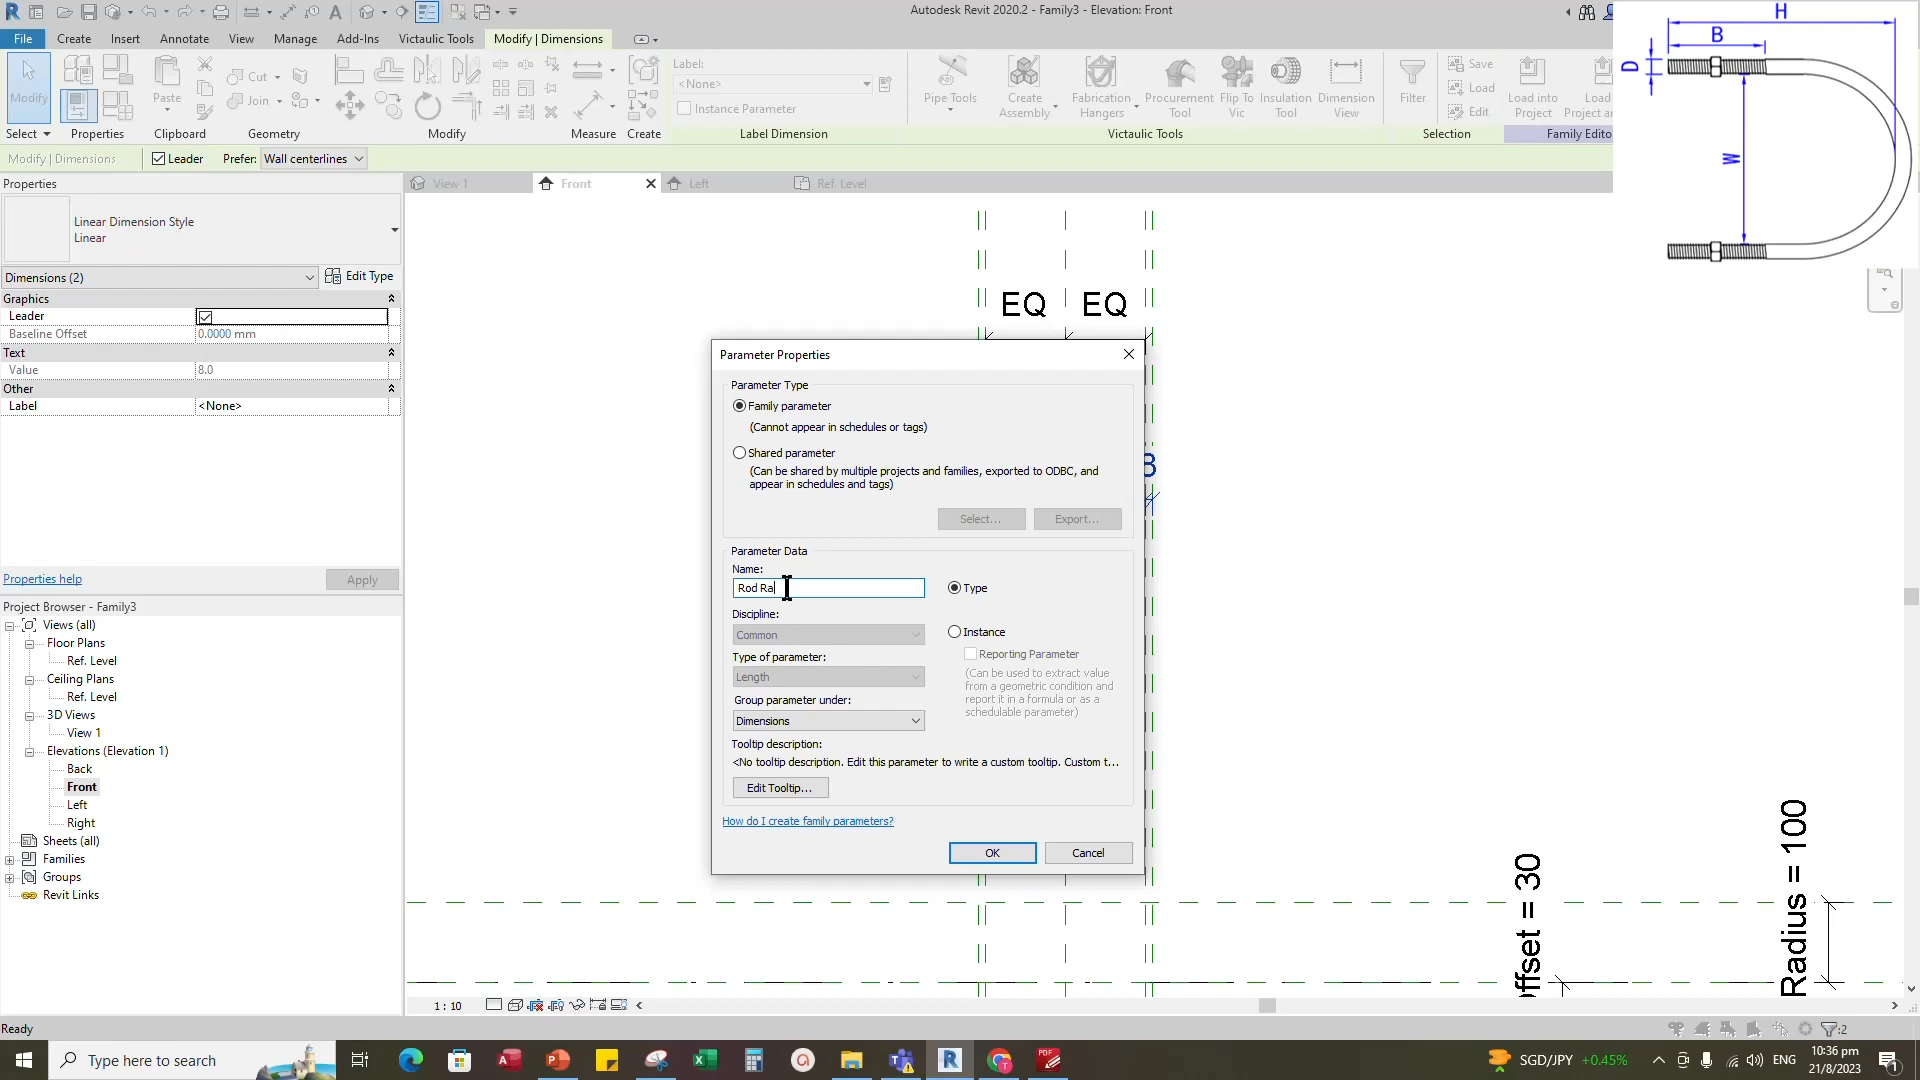 Autodesk Revit 2020.2 - Family3 - Elevation: Front
File Create Insert Annotate View Manage Add-Ins Victaulic Tools Modify | Dimensions
Modify
Paste
Cut
Join
Label:
<None>
Instance Parameter
Pipe Tools
Create Assembly
Fabrication Hangers
Procurement Tool
Flip To Vic
Insulation Tool
Dimension View
Filter
Save
Load
Edit
Load into Project
Load
Select Properties Clipboard Geometry Modify Measure Create Label Dimension Victaulic Tools Selection Family Edito
Modify | Dimensions Leader Prefer: Wall centerlines
Properties
View 1 Front Left Ref. Level
Linear Dimension Style
Linear
Dimensions (2) Edit Type
Graphics
Leader
Baseline Offset 0.0000 mm
Text
Value 8.0
Other
Label <None>
Properties help Apply
Project Browser - Family3
Views (all)
Floor Plans
Ref. Level
Ceiling Plans
Ref. Level
3D Views
View 1
Elevations (Elevation 1)
Back
Front
Left
Right
Sheets (all)
Families
Groups
Revit Links
H
B
D
W
EQ EQ
B
Parameter Properties
Parameter Type
Family parameter
(Cannot appear in schedules or tags)
Shared parameter
(Can be shared by multiple projects and families, exported to ODBC, and
appear in schedules and tags)
Select... Export...
Parameter Data
Name:
Rod Ra
Type
Discipline:
Common
Instance
Reporting Parameter
Type of parameter:
Length
(Can be used to extract value
from a geometric condition and
report it in a formula or as a
schedulable parameter)
Group parameter under:
Dimensions
Tooltip description:
<No tooltip description. Edit this parameter to write a custom tooltip. Custom t...
Edit Tooltip...
How do I create family parameters?
OK Cancel
ffset = 30
Radius = 100
1 : 10
Ready
:2
Type here to search
SGD/JPY +0.45%
ENG
10:36 pm
21/8/2023
1